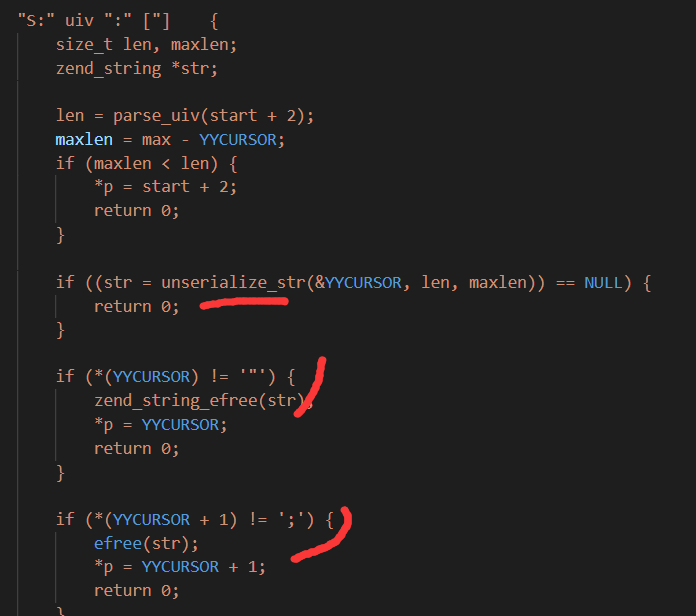 "S:" uiv ":" ["]    {
    size_t len, maxlen;
    zend_string *str;

    len = parse_uiv(start + 2);
    maxlen = max - YYCURSOR;
    if (maxlen < len) {
        *p = start + 2;
        return 0;
    }

    if ((str = unserialize_str(&YYCURSOR, len, maxlen)) == NULL) {
        return 0;
    }

    if (*(YYCURSOR) != '"') {
        zend_string_efree(str);
        *p = YYCURSOR;
        return 0;
    }

    if (*(YYCURSOR + 1) != ';') {
        efree(str);
        *p = YYCURSOR + 1;
        return 0;
    }